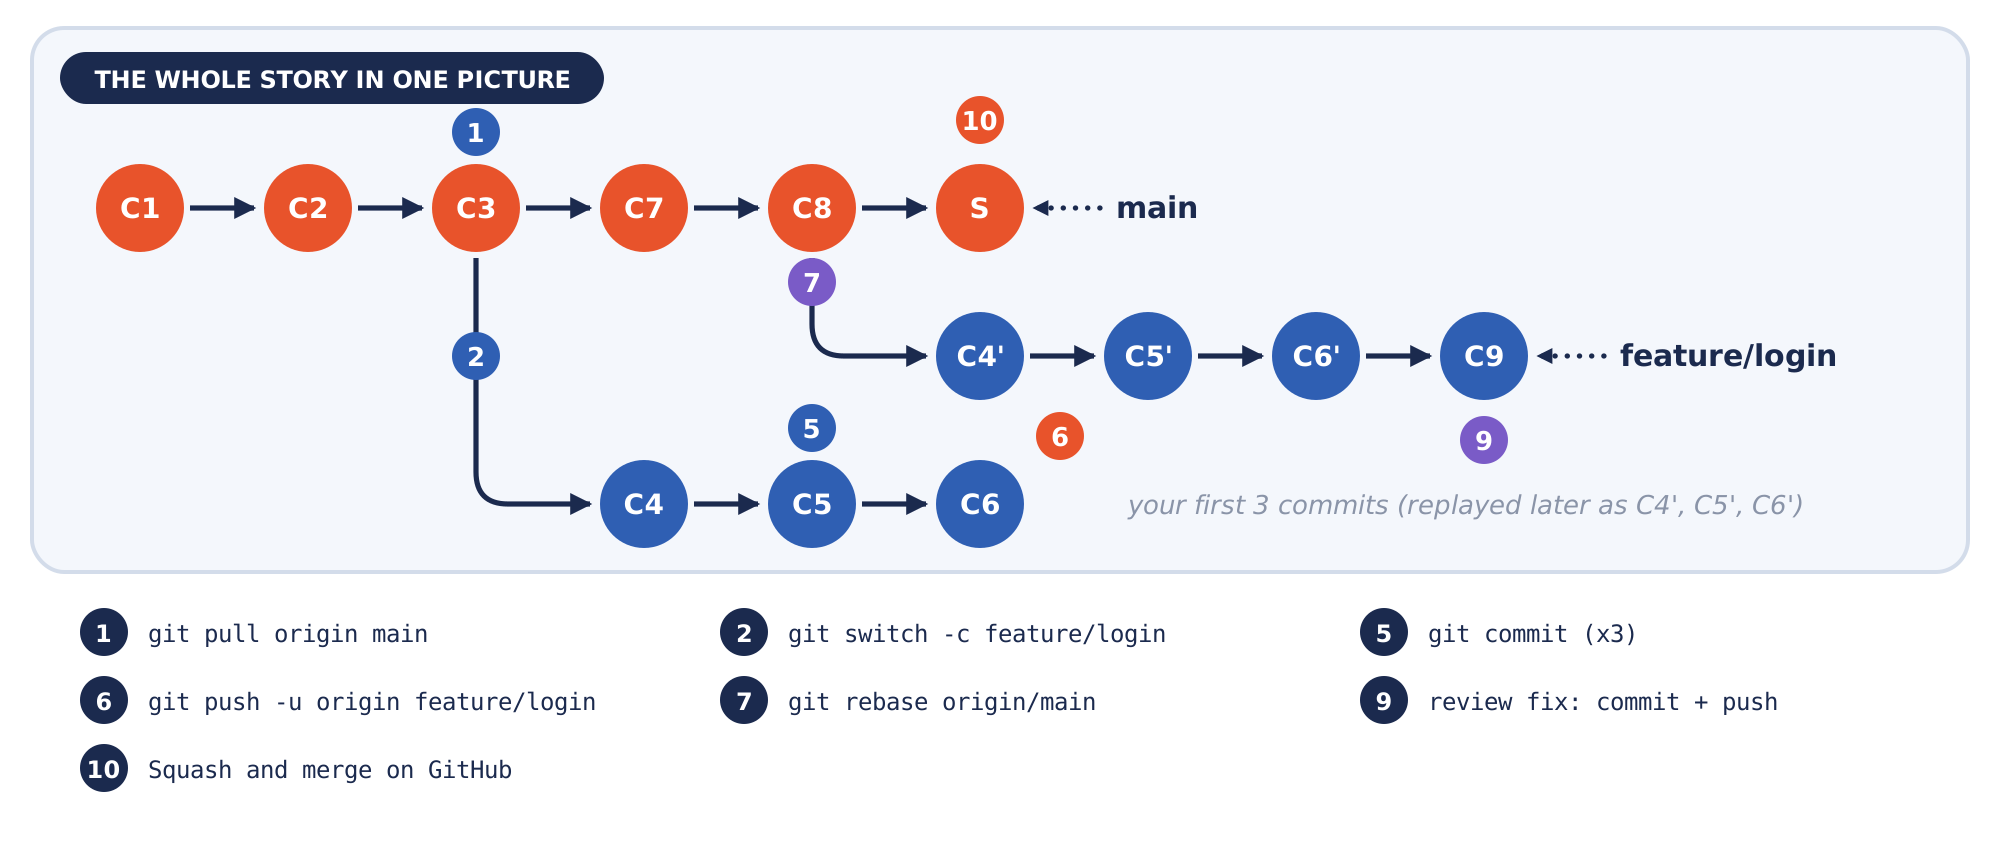 THE WHOLE STORY IN ONE PICTURE
1
10
C1
C2
C3
C7
C8
S
main
7
2
C4'
C5'
C6'
C9
feature/login
5
6
9
C4
C5
C6
your first 3 commits (replayed later as C4', C5', C6')
1 git pull origin main
2 git switch -c feature/login
5 git commit (x3)
6 git push -u origin feature/login
7 git rebase origin/main
9 review fix: commit + push
10 Squash and merge on GitHub